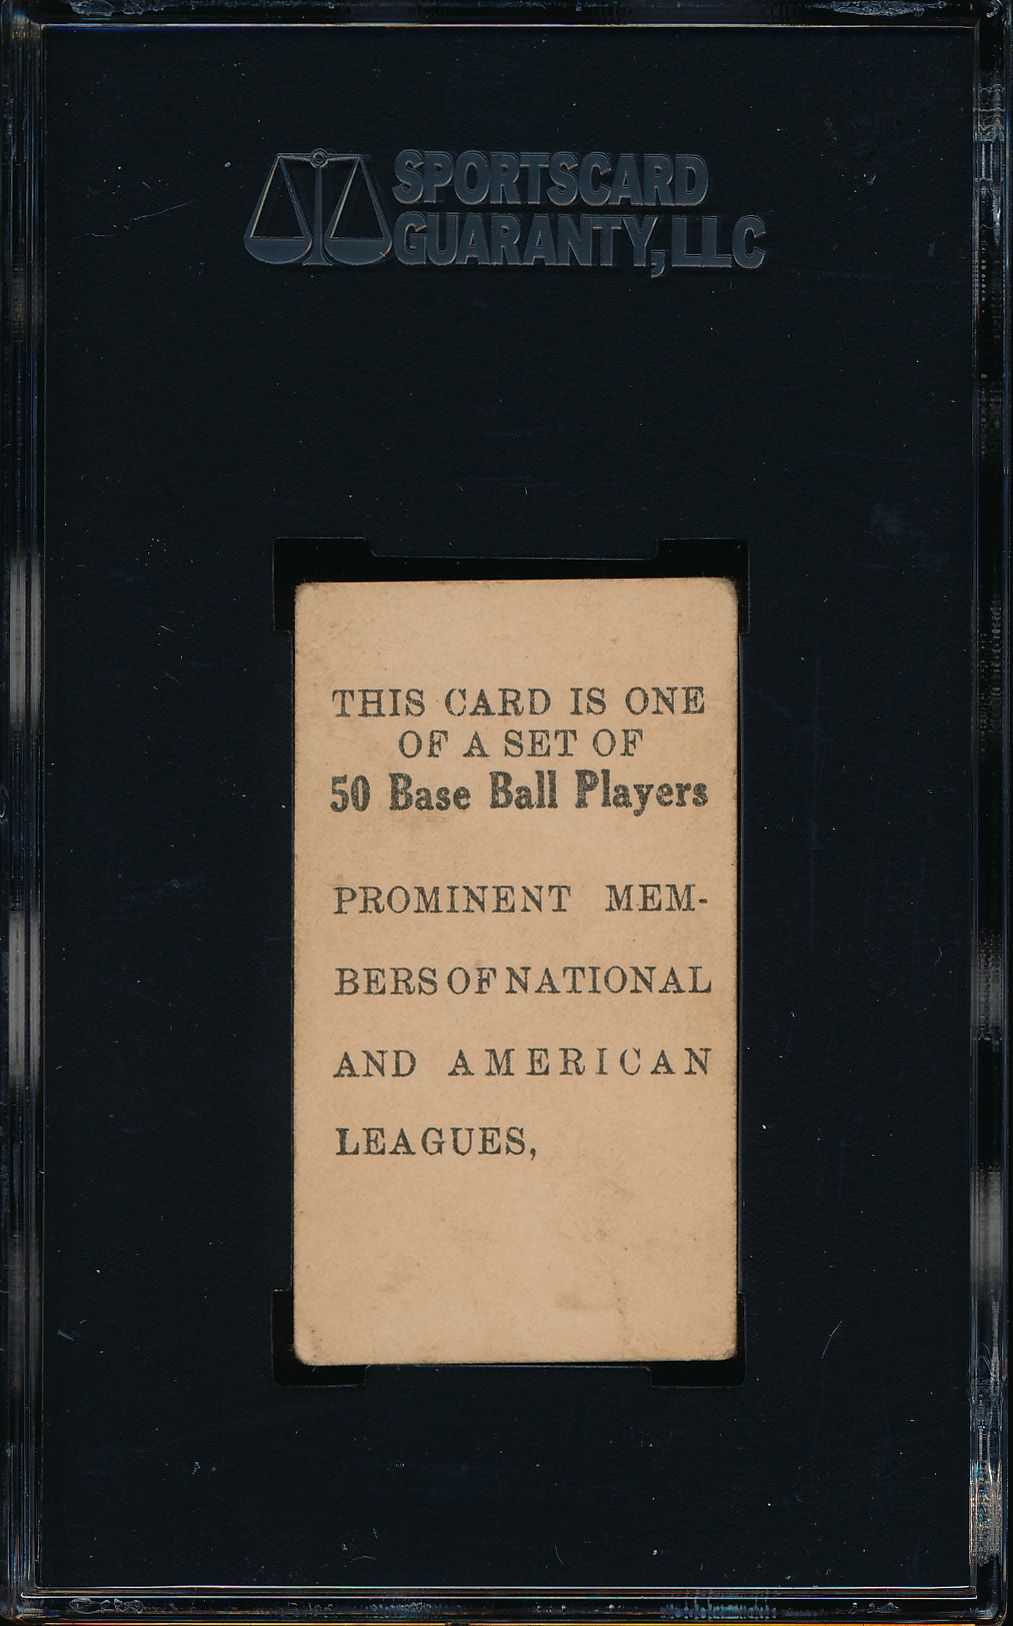 SPORTSCARD
GUARANTY, LLC
THIS CARD IS ONE
OF A SET OF
50 Base Ball Players
PROMINENT MEM-
BERS OF NATIONAL
AND AMERICAN
LEAGUES,